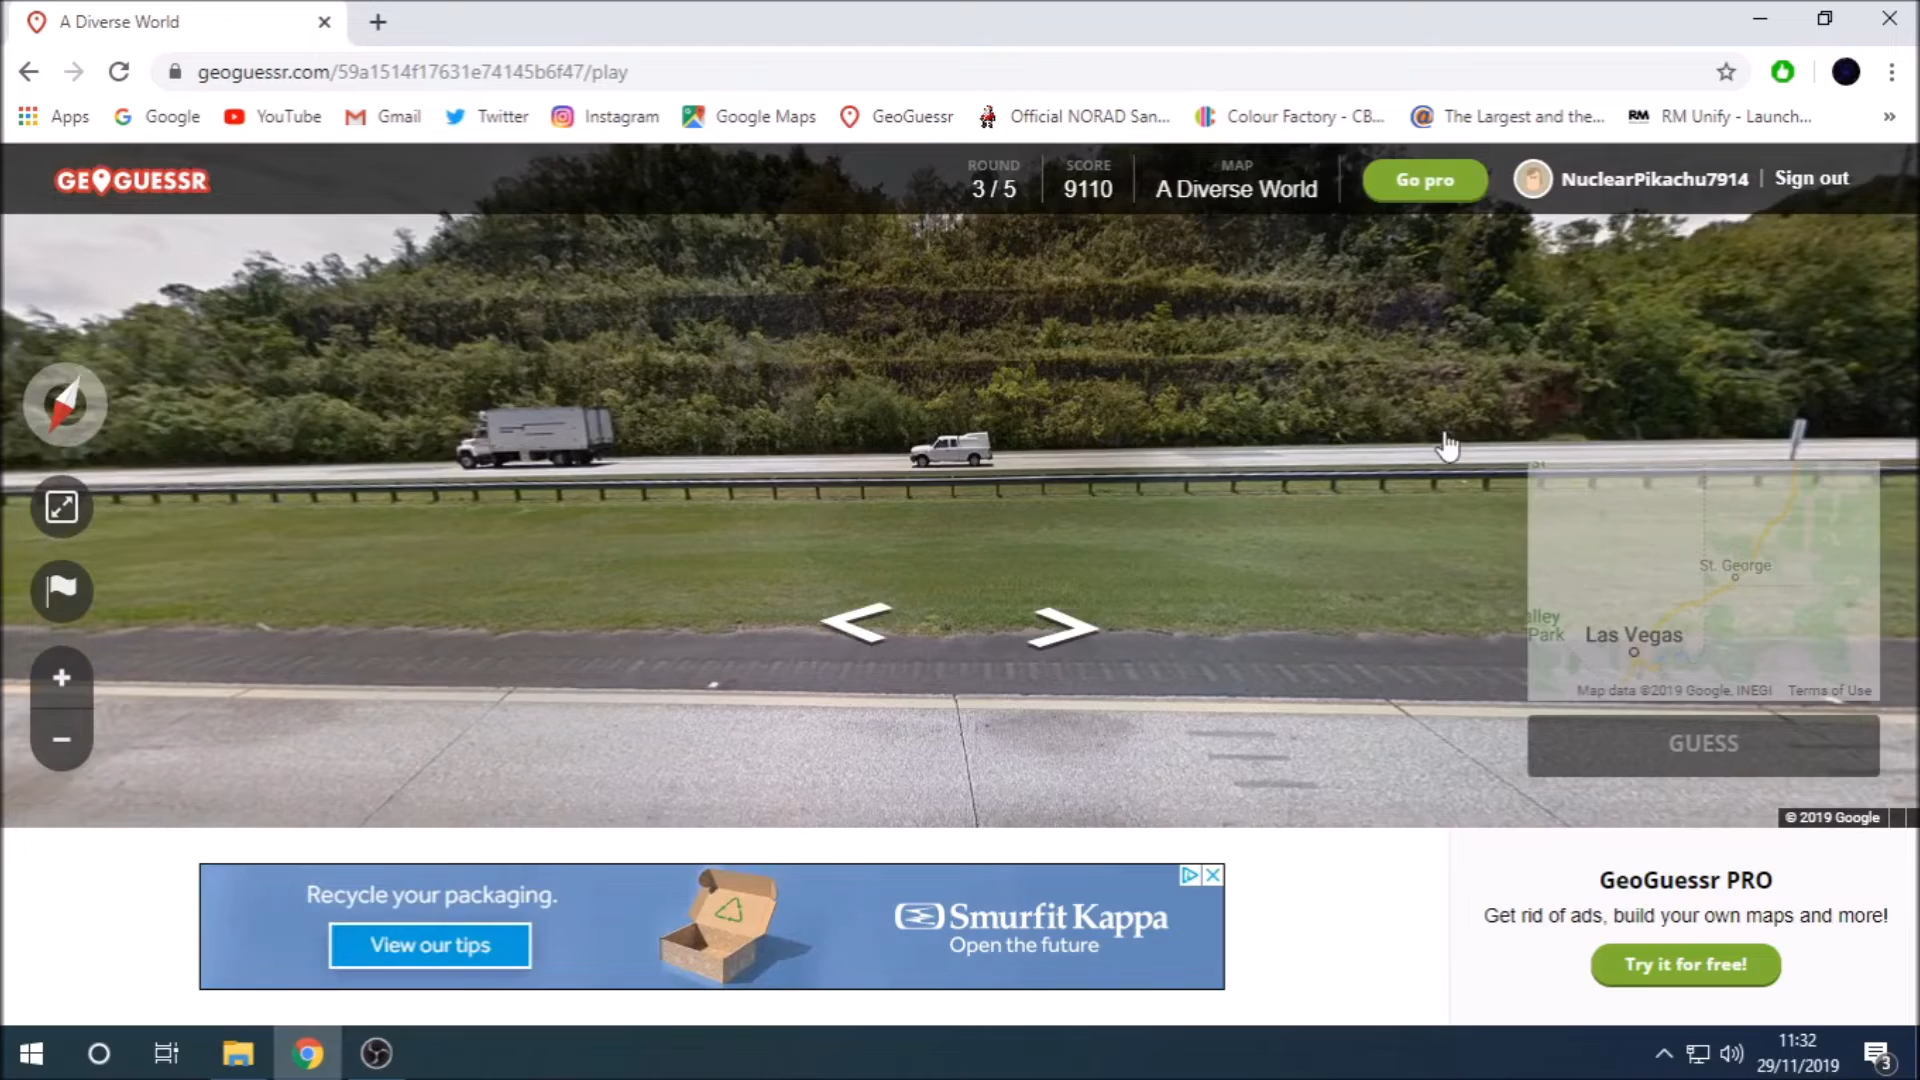 A Diverse World
geoguessr.com/59a1514f17631e74145b6f47/play
Apps Google YouTube Gmail Twitter Instagram Google Maps GeoGuessr Official NORAD San... Colour Factory - CB... The Largest and the... RM RM Unify - Launch... »
GEOGUESSR
ROUND SCORE MAP
3 / 5 9110 A Diverse World
Go pro
NuclearPikachu7914 | Sign out
St. George
alley
Park
Las Vegas
Map data ©2019 Google, INEGI Terms of Use
GUESS
© 2019 Google
Recycle your packaging.
View our tips
Smurfit Kappa
Open the future
GeoGuessr PRO
Get rid of ads, build your own maps and more!
Try it for free!
11:32
29/11/2019
3